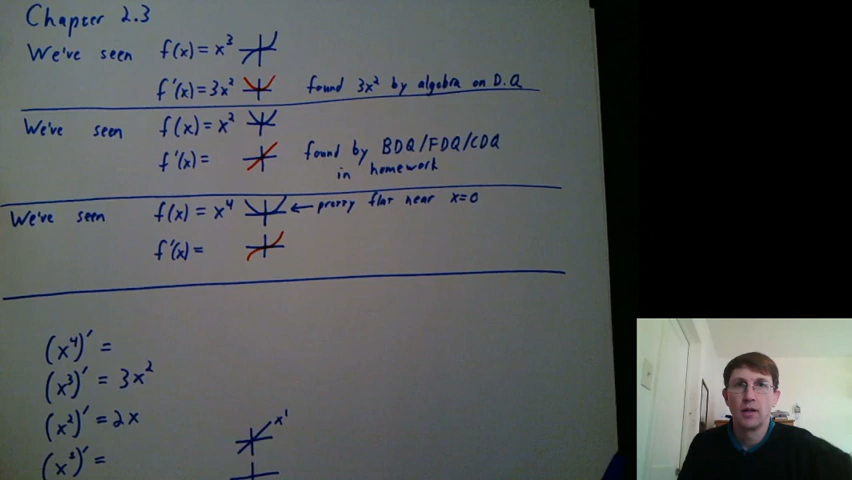 Chapter 2.3
We've seen f(x) = x³
f'(x) = 3x² found 3x² by algebra on D.Q
We've seen f(x) = x²
f'(x) = found by BDQ/FDQ/CDQ
in homework
We've seen f(x) = x⁴ ← pretty flat near x=0
f'(x) =
(x⁴)' =
(x³)' = 3x²
(x²)' = 2x
x¹
(x¹)' =